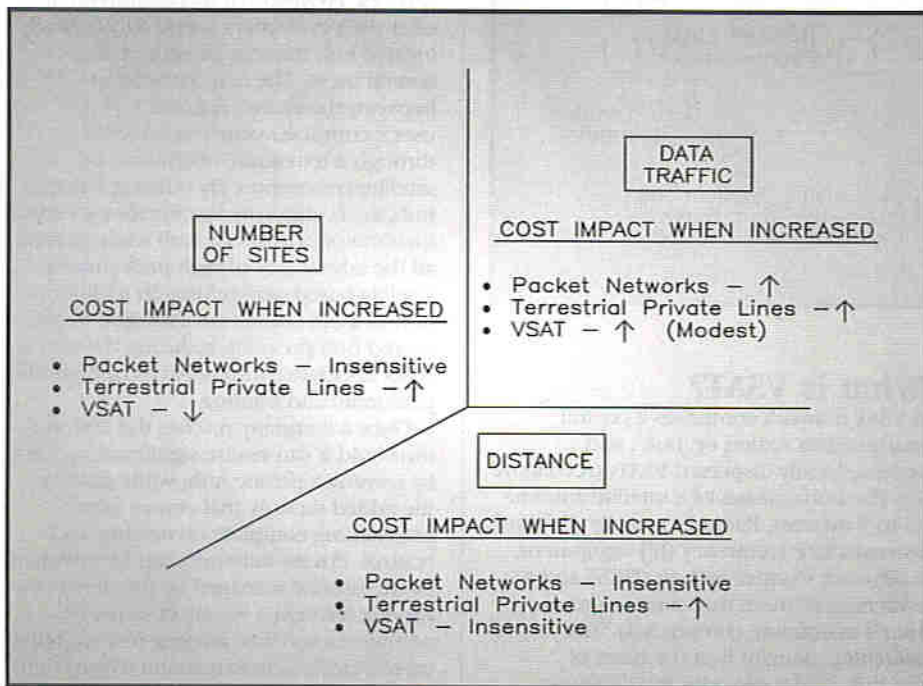 DATA
TRAFFIC
COST IMPACT WHEN INCREASED
• Packet Networks – ↑
• Terrestrial Private Lines – ↑
• VSAT – ↑ (Modest)
NUMBER
OF SITES
COST IMPACT WHEN INCREASED
• Packet Networks – Insensitive
• Terrestrial Private Lines – ↑
• VSAT – ↓
DISTANCE
COST IMPACT WHEN INCREASED
• Packet Networks – Insensitive
• Terrestrial Private Lines – ↑
• VSAT – Insensitive